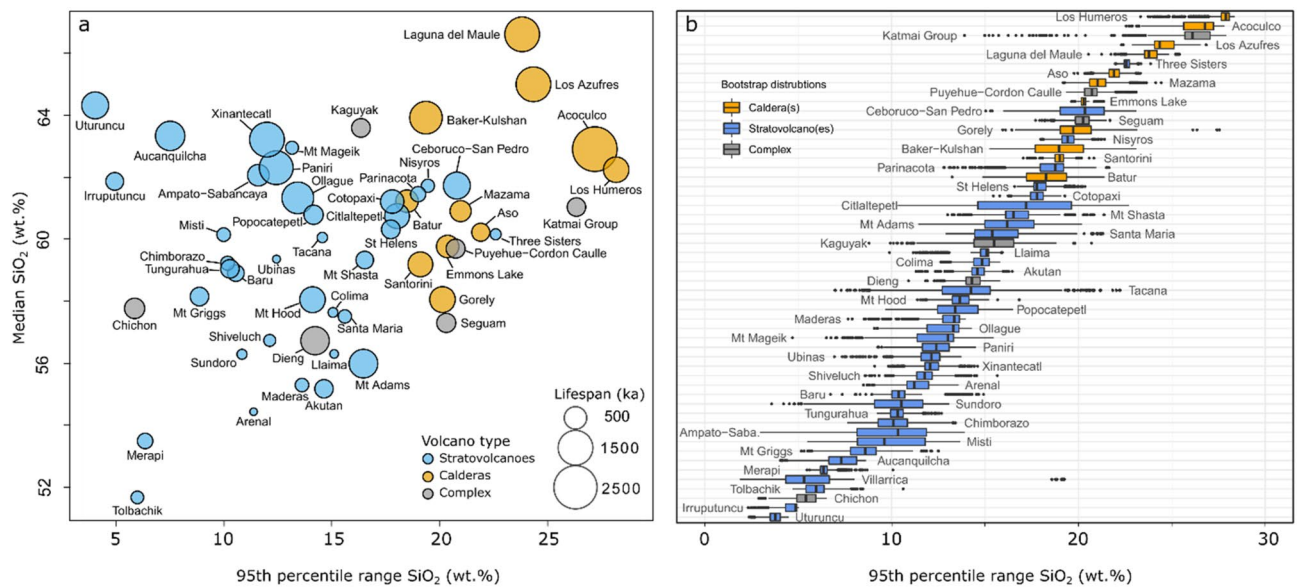 a
Laguna del Maule
Los Azufres
64
Uturuncu
Xinantecatl
Kaguyak
Baker-Kulshan
Acoculco
Aucanquilcha
Mt Mageik
Ceboruco-San Pedro
Nisyros
Paniri
Parinacota
Irruputuncu
Ampato-Sabancaya
Ollague
Cotopaxi
Mazama
Los Humeros
Popocatepetl
Citlaltepetl
Batur
Aso
Katmai Group
Misti
60
Tacana
St Helens
Three Sisters
Puyehue-Cordon Caulle
Chimborazo
Tungurahua
Baru
Ubinas
Mt Shasta
Santorini
Emmons Lake
Chichon
Mt Griggs
Mt Hood
Colima
Santa Maria
Gorely
Seguam
Shiveluch
Sundoro
Dieng
Llaima
Mt Adams
56
Maderas
Akutan
Arenal
Merapi
Tolbachik
52
Lifespan (ka)
500
1500
2500
Volcano type
Stratovolcanoes
Calderas
Complex
Median SiO₂ (wt.%)
5 10 15 20 25
95th percentile range SiO₂ (wt.%)
b
Bootstrap distrubtions
Caldera(s)
Stratovolcano(es)
Complex
Los Humeros
Acoculco
Katmai Group
Los Azufres
Laguna del Maule
Three Sisters
Aso
Mazama
Puyehue-Cordon Caulle
Emmons Lake
Ceboruco-San Pedro
Seguam
Gorely
Nisyros
Baker-Kulshan
Santorini
Parinacota
Batur
St Helens
Cotopaxi
Citlaltepetl
Mt Shasta
Mt Adams
Santa Maria
Kaguyak
Llaima
Colima
Akutan
Dieng
Tacana
Mt Hood
Popocatepetl
Maderas
Ollague
Mt Mageik
Paniri
Ubinas
Xinantecatl
Shiveluch
Arenal
Baru
Sundoro
Tungurahua
Chimborazo
Ampato-Saba.
Misti
Mt Griggs
Aucanquilcha
Merapi
Villarrica
Tolbachik
Chichon
Irruputuncu
Uturuncu
0 10 20 30
95th percentile range SiO₂ (wt.%)